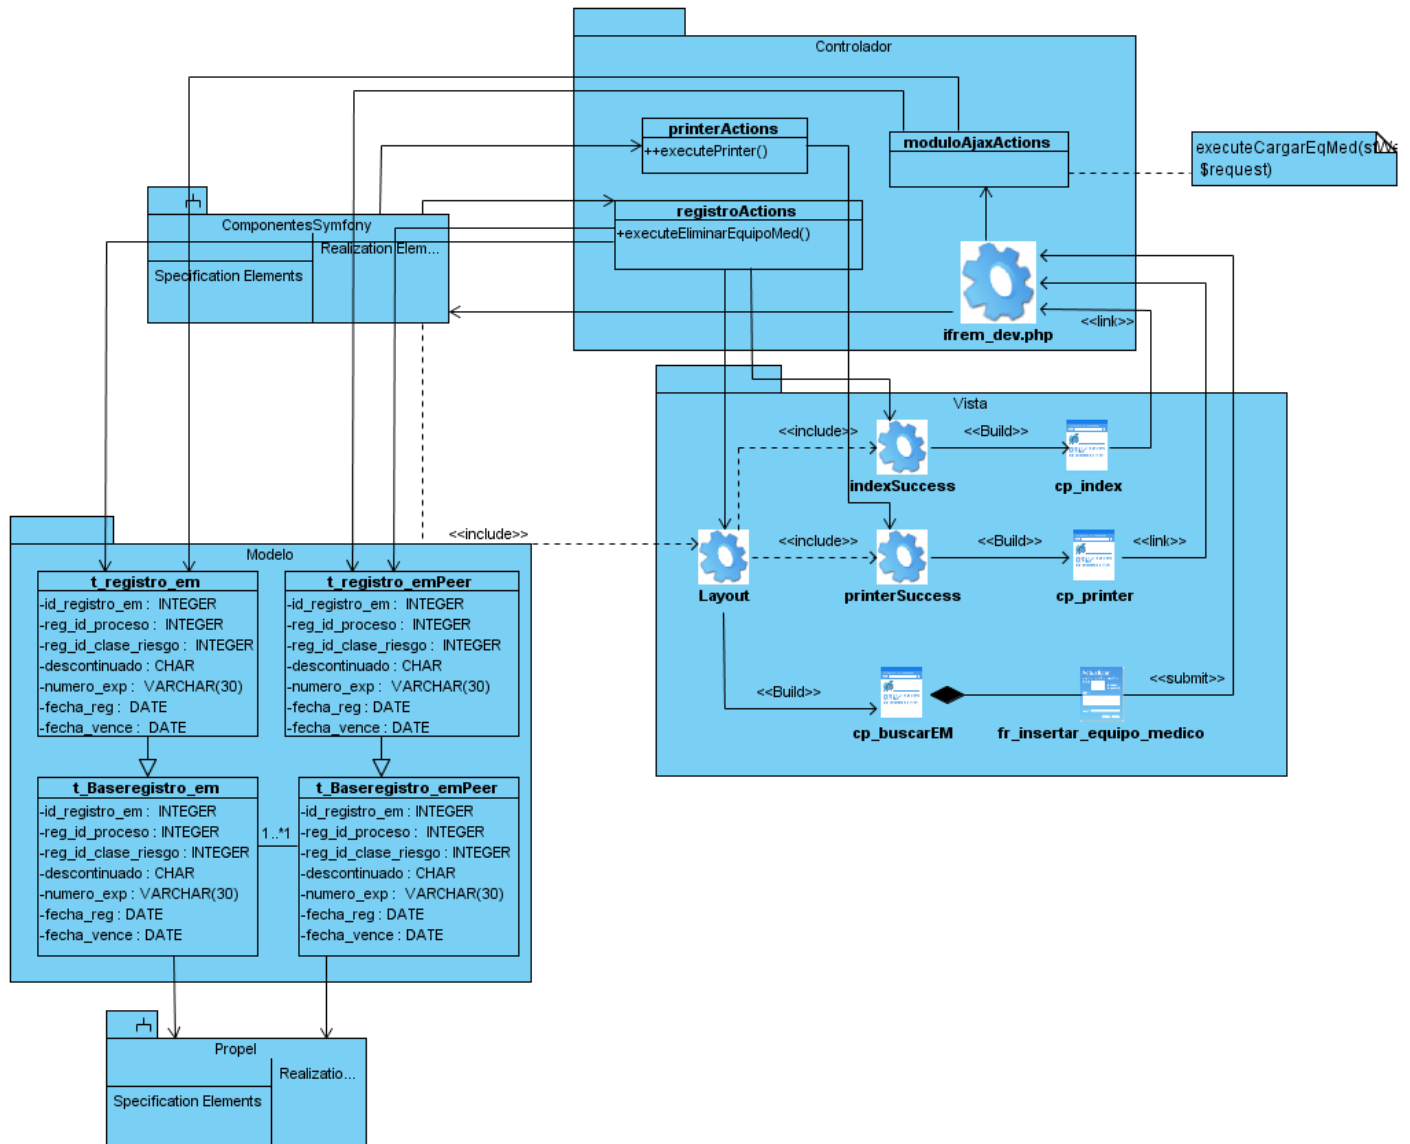 Controlador
printerActions
++executePrinter()
moduloAjaxActions
executeCargarEqMed(
$request)
registroActions
+executeEliminarEquipoMed()
ComponentesSymfony
Realization Elem...
Specification Elements
ifrem_dev.php
<<link>>
Vista
<<include>>
<<Build>>
indexSuccess
cp_index
<<include>>
<<include>>
<<Build>>
<<link>>
Layout
printerSuccess
cp_printer
<<Build>>
<<submit>>
cp_buscarEM
fr_insertar_equipo_medico
Modelo
t_registro_em
-id_registro_em : INTEGER
-reg_id_proceso : INTEGER
-reg_id_clase_riesgo : INTEGER
-descontinuado : CHAR
-numero_exp : VARCHAR(30)
-fecha_reg : DATE
-fecha_vence : DATE
t_registro_emPeer
-id_registro_em : INTEGER
-reg_id_proceso : INTEGER
-reg_id_clase_riesgo : INTEGER
-descontinuado : CHAR
-numero_exp : VARCHAR(30)
-fecha_reg : DATE
-fecha_vence : DATE
t_Baseregistro_em
-id_registro_em : INTEGER
-reg_id_proceso : INTEGER
-reg_id_clase_riesgo : INTEGER
-descontinuado : CHAR
-numero_exp : VARCHAR(30)
-fecha_reg : DATE
-fecha_vence : DATE
1..*1
t_Baseregistro_emPeer
-id_registro_em : INTEGER
-reg_id_proceso : INTEGER
-reg_id_clase_riesgo : INTEGER
-descontinuado : CHAR
-numero_exp : VARCHAR(30)
-fecha_reg : DATE
-fecha_vence : DATE
Propel
Realizatio...
Specification Elements